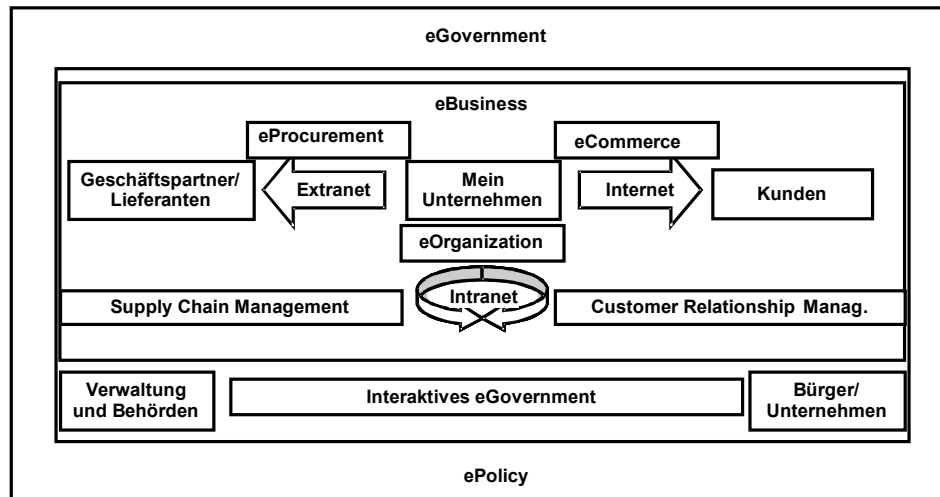 eGovernment
eBusiness
eProcurement
eCommerce
Geschäftspartner/
Lieferanten
Extranet
Mein
Unternehmen
Internet
Kunden
eOrganization
Intranet
Supply Chain Management
Customer Relationship Manag.
Verwaltung
und Behörden
Interaktives eGovernment
Bürger/
Unternehmen
ePolicy